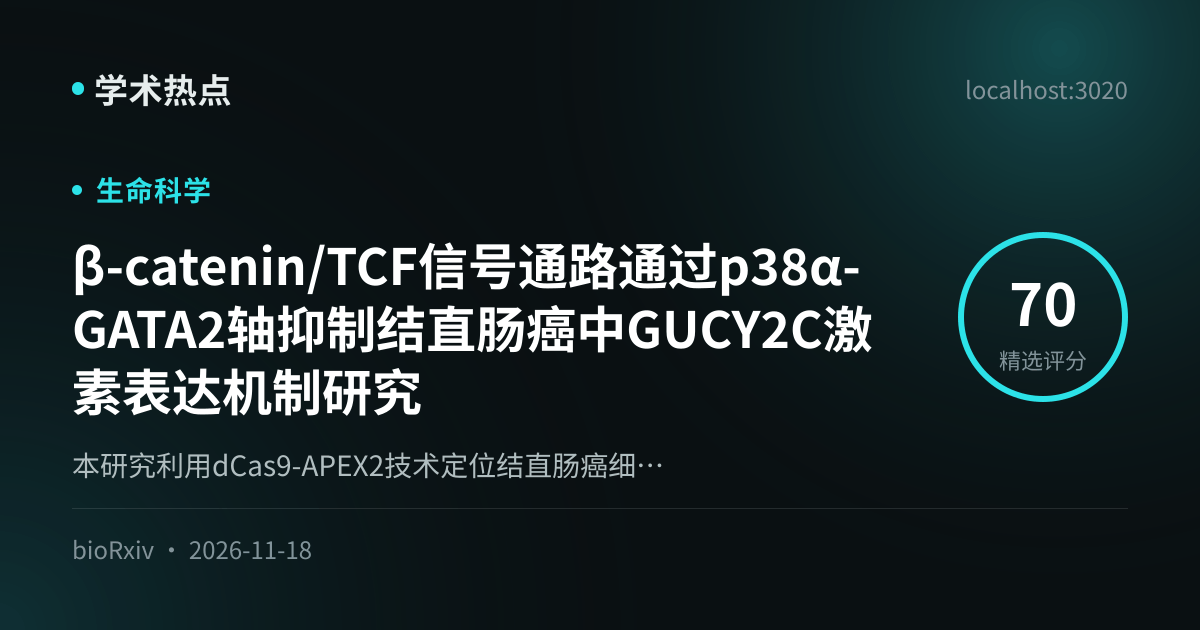 学术热点
localhost:3020
生命科学
β-catenin/TCF信号通路通过p38α-
GATA2轴抑制结直肠癌中GUCY2C激
素表达机制研究
70
精选评分
本研究利用dCas9-APEX2技术定位结直肠癌细…
bioRxiv · 2026-11-18